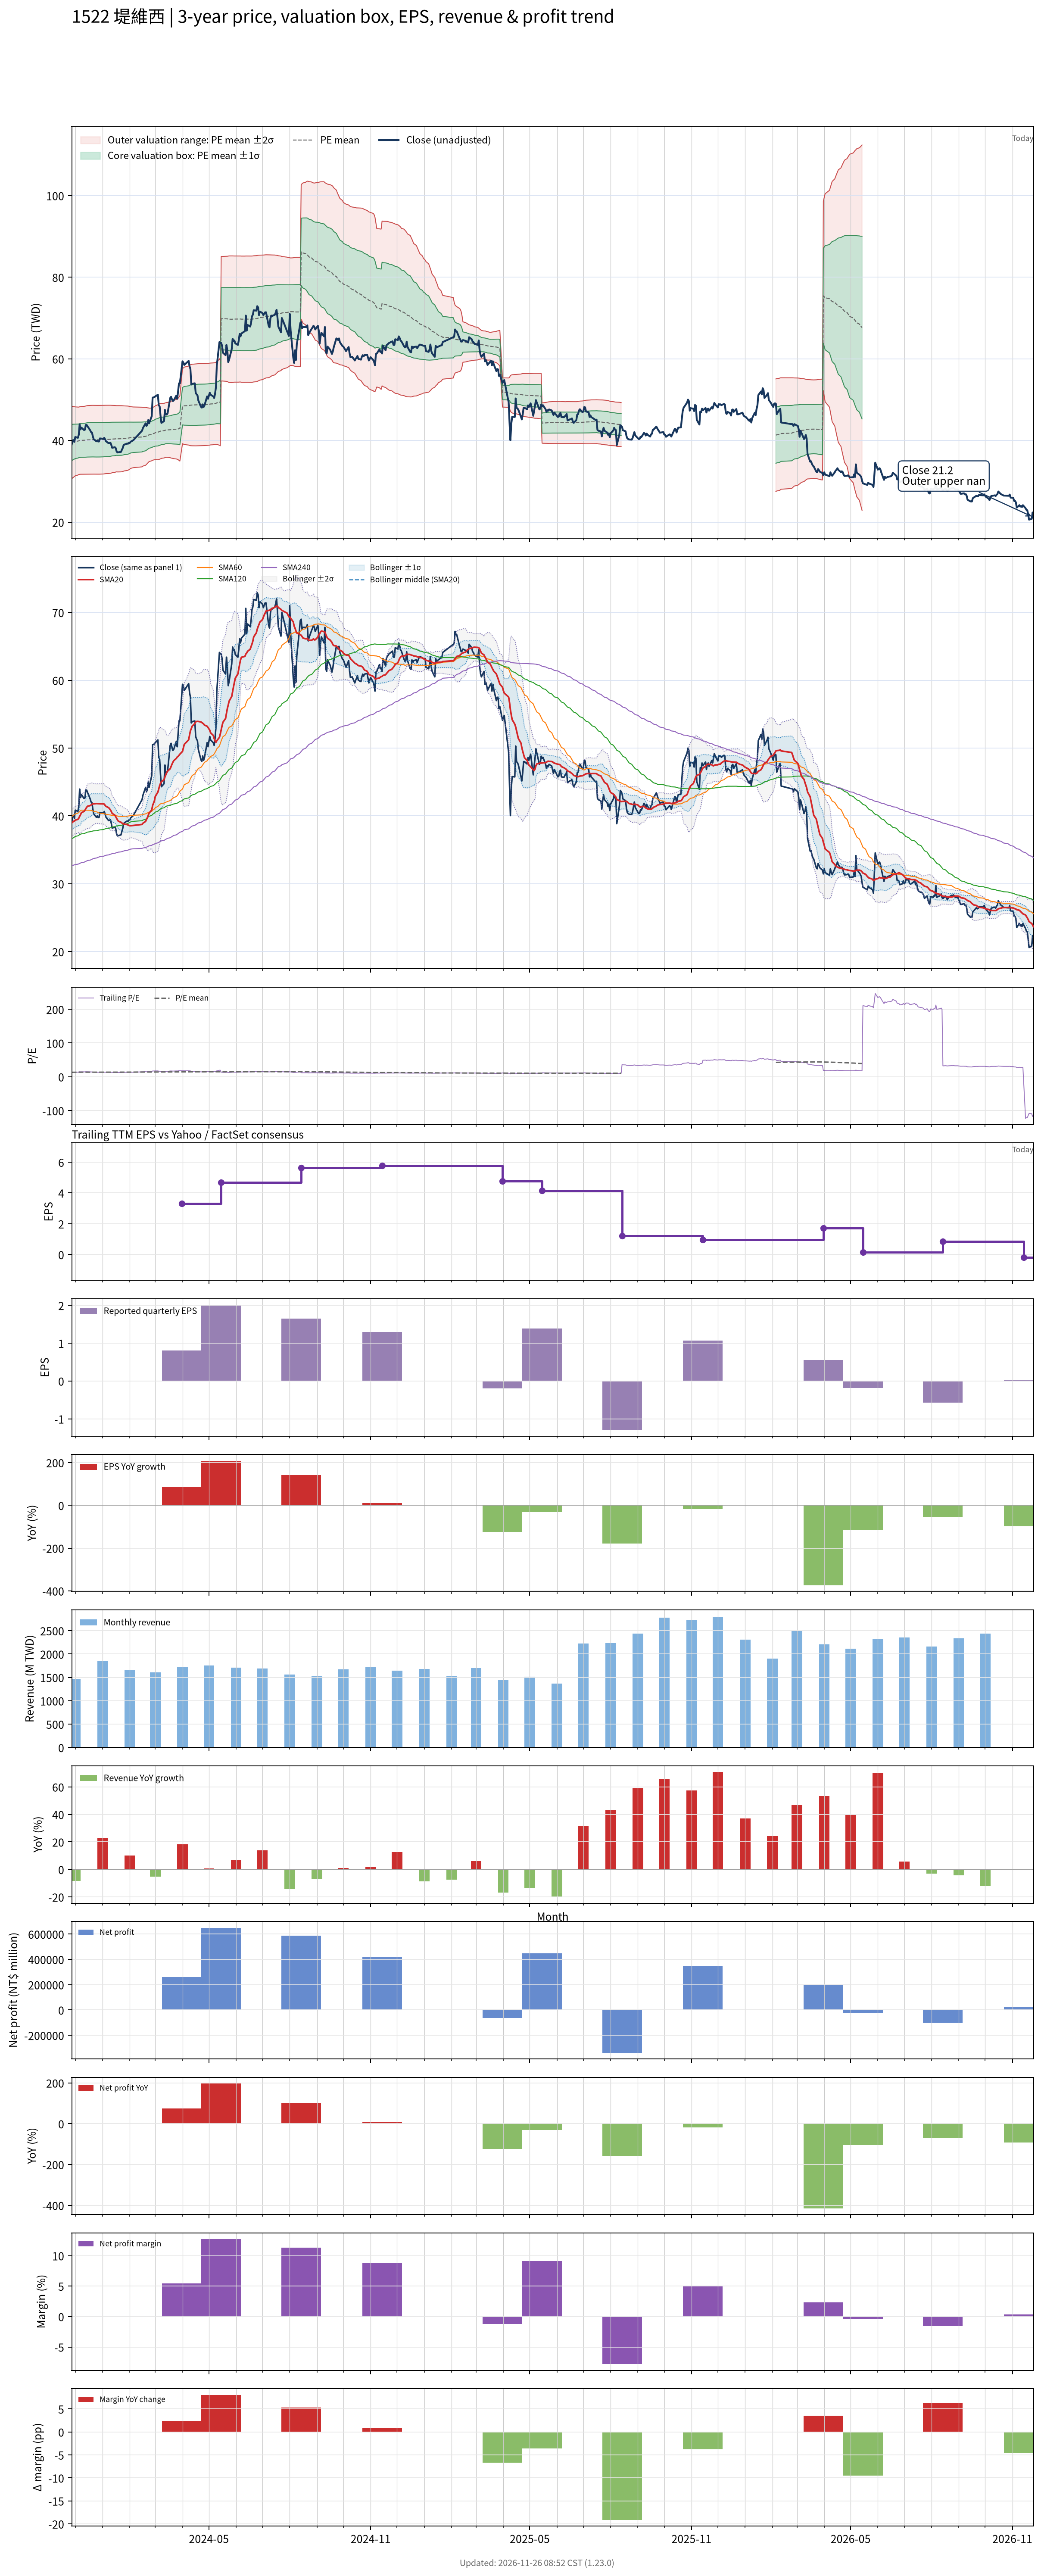 1522 堤維西 | 3-year price, valuation box, EPS, revenue & profit trend
Outer valuation range: PE mean ±2σ
Core valuation box: PE mean ±1σ
PE mean
Close (unadjusted)
Today
Price (TWD)
100
80
60
40
20
Close 21.2
Outer upper nan
Close (same as panel 1)
SMA20
SMA60
SMA120
SMA240
Bollinger ±2σ
Bollinger ±1σ
Bollinger middle (SMA20)
Price
70
60
50
40
30
20
Trailing P/E
P/E mean
P/E
200
100
0
-100
Trailing TTM EPS vs Yahoo / FactSet consensus
Today
EPS
6
4
2
0
Reported quarterly EPS
EPS
2
1
0
-1
EPS YoY growth
YoY (%)
200
0
-200
-400
Monthly revenue
Revenue (M TWD)
2500
2000
1500
1000
500
0
Revenue YoY growth
YoY (%)
60
40
20
0
-20
Month
Net profit
Net profit (NT$ million)
600000
400000
200000
0
-200000
Net profit YoY
YoY (%)
200
0
-200
-400
Net profit margin
Margin (%)
10
5
0
-5
Margin YoY change
Δ margin (pp)
5
0
-5
-10
-15
-20
2024-05
2024-11
2025-05
2025-11
2026-05
2026-11
Updated: 2026-11-26 08:52 CST (1.23.0)